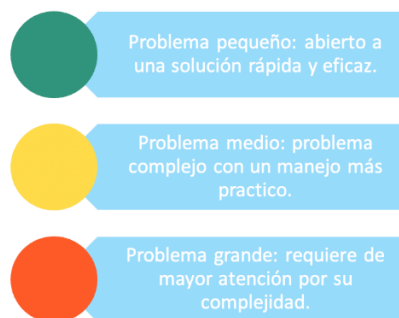 Problema pequeño: abierto a
una solución rápida y eficaz.
Problema medio: problema
complejo con un manejo más
practico.
Problema grande: requiere de
mayor atención por su
complejidad.